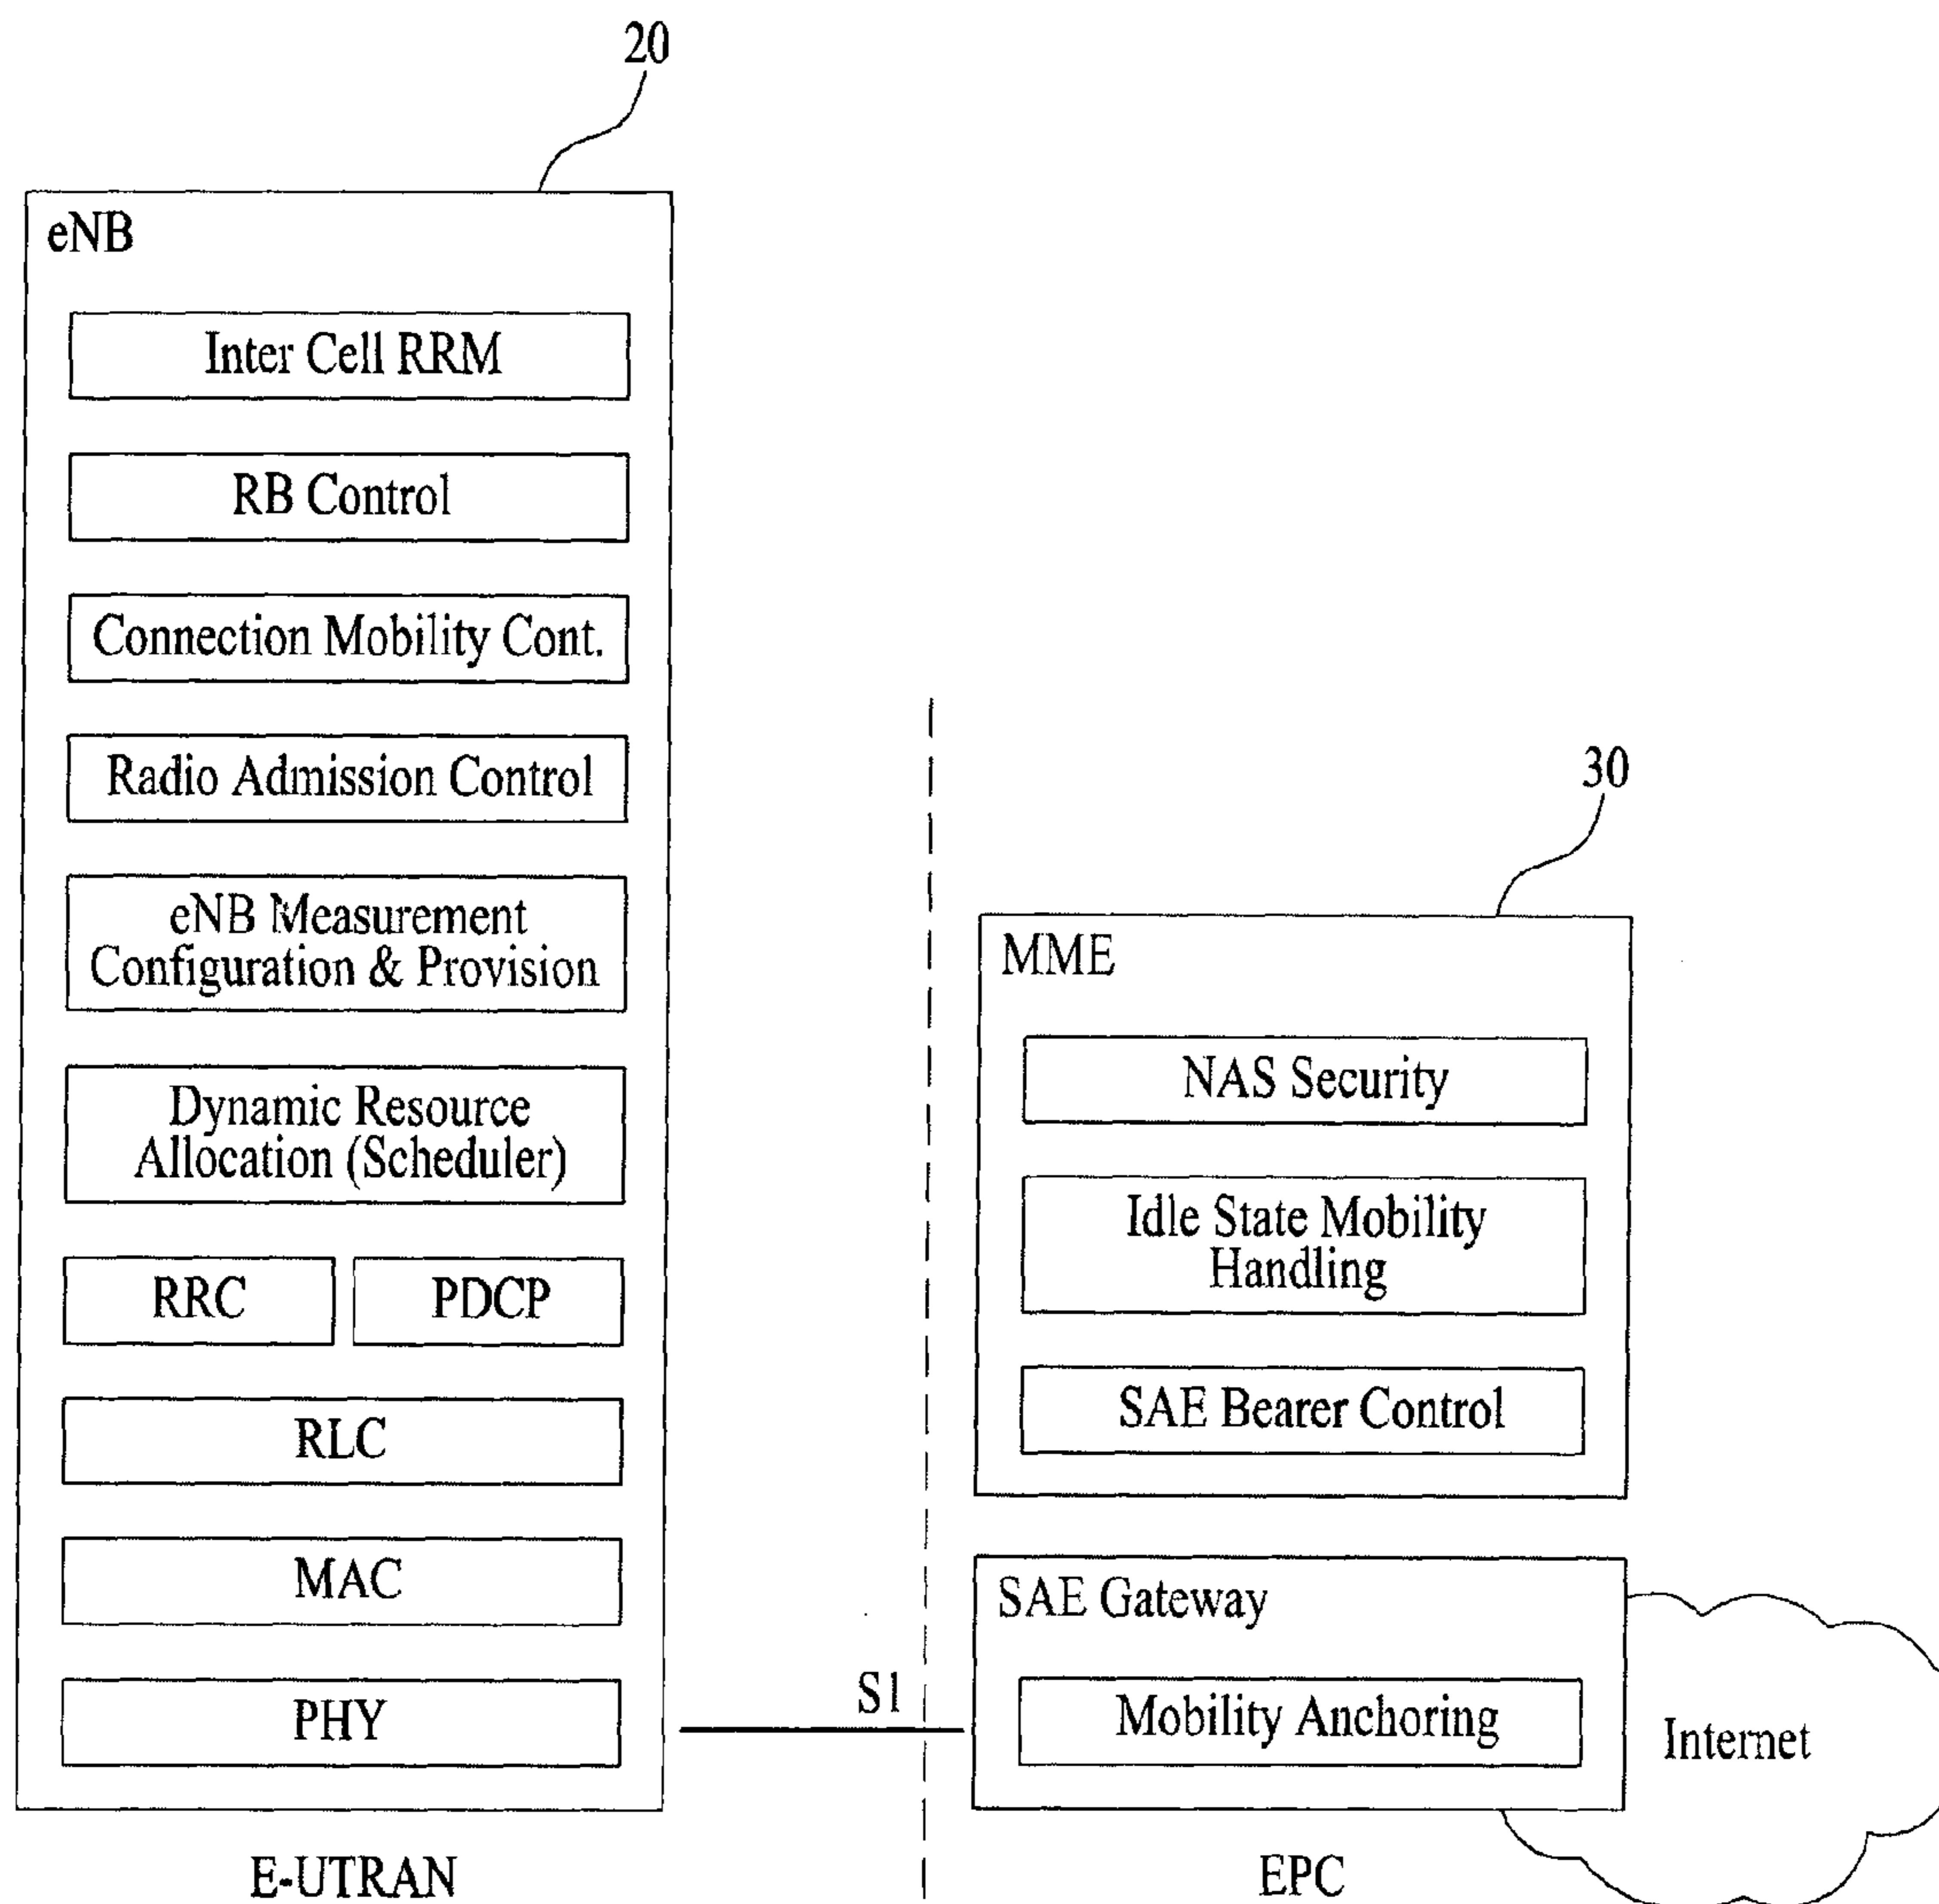 20
eNB
Inter Cell RRM
RB Control
Connection Mobility Cont.
Radio Admission Control
eNB Measurement
Configuration & Provision
Dynamic Resource
Allocation (Scheduler)
RRC
PDCP
RLC
MAC
PHY
E-UTRAN
S1
30
MME
NAS Security
Idle State Mobility
Handling
SAE Bearer Control
SAE Gateway
Mobility Anchoring
Internet
EPC